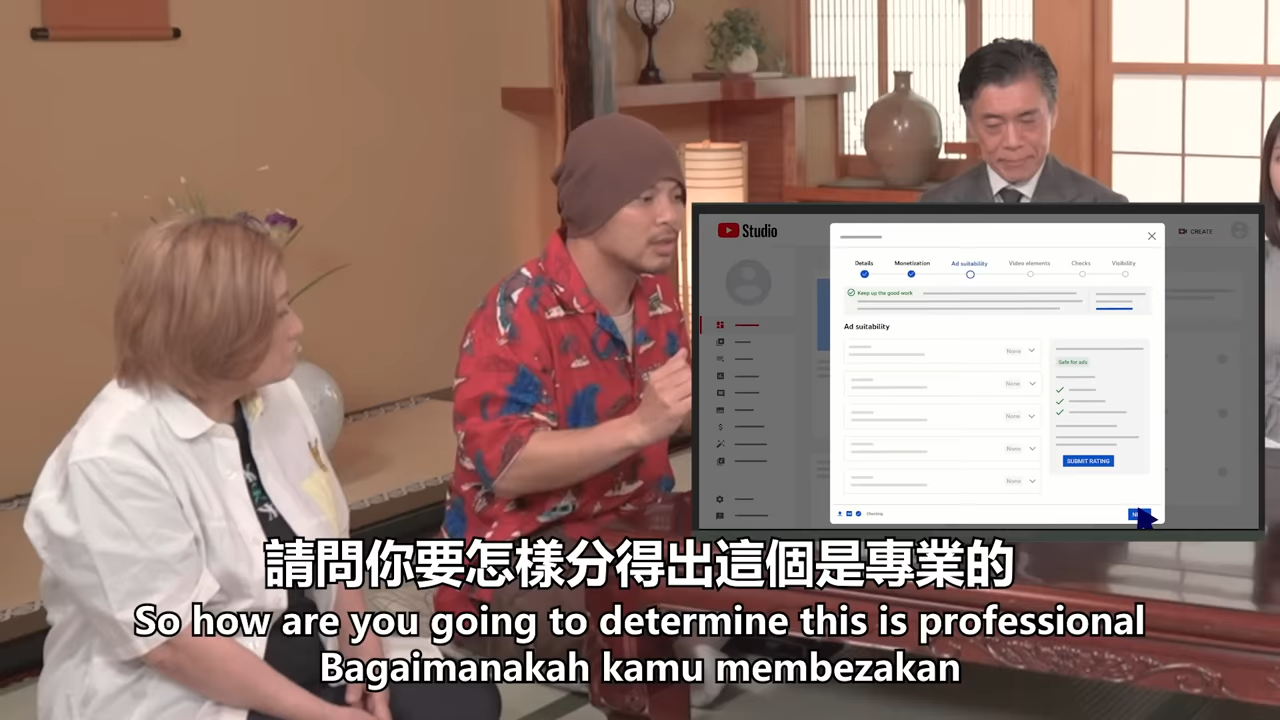 Studio
CREATE
Details Monetization Ad suitability Video elements Checks Visibility
Keep up the good work
Ad suitability
None
Safe for ads
None
None
None
None
SUBMIT RATING
請問你要怎樣分得出這個是專業的
So how are you going to determine this is professional
Bagaimanakah kamu membezakan